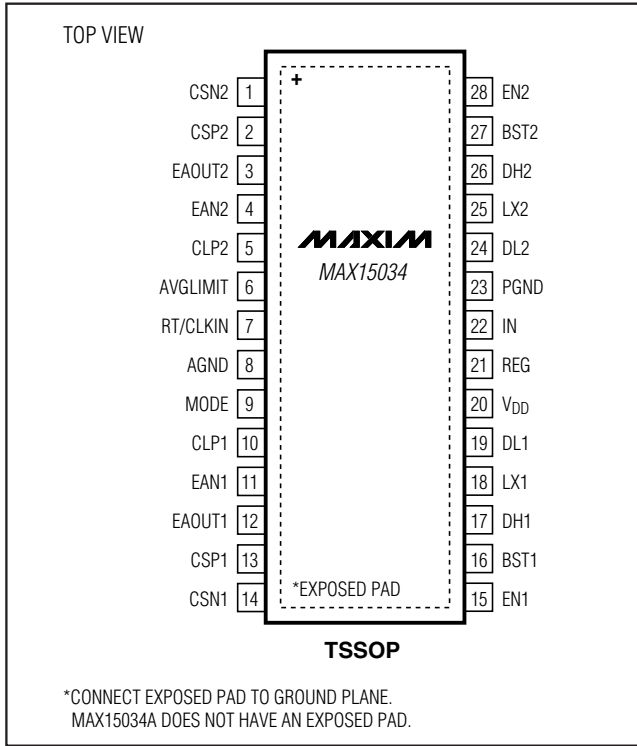 TOP VIEW
+
CSN2 1
CSP2 2
EAOUT2 3
EAN2 4
CLP2 5
AVGLIMIT 6
RT/CLKIN 7
AGND 8
MODE 9
CLP1 10
EAN1 11
EAOUT1 12
CSP1 13
CSN1 14
MAXIM
MAX15034
*EXPOSED PAD
28 EN2
27 BST2
26 DH2
25 LX2
24 DL2
23 PGND
22 IN
21 REG
20 VDD
19 DL1
18 LX1
17 DH1
16 BST1
15 EN1
TSSOP
*CONNECT EXPOSED PAD TO GROUND PLANE.
MAX15034A DOES NOT HAVE AN EXPOSED PAD.